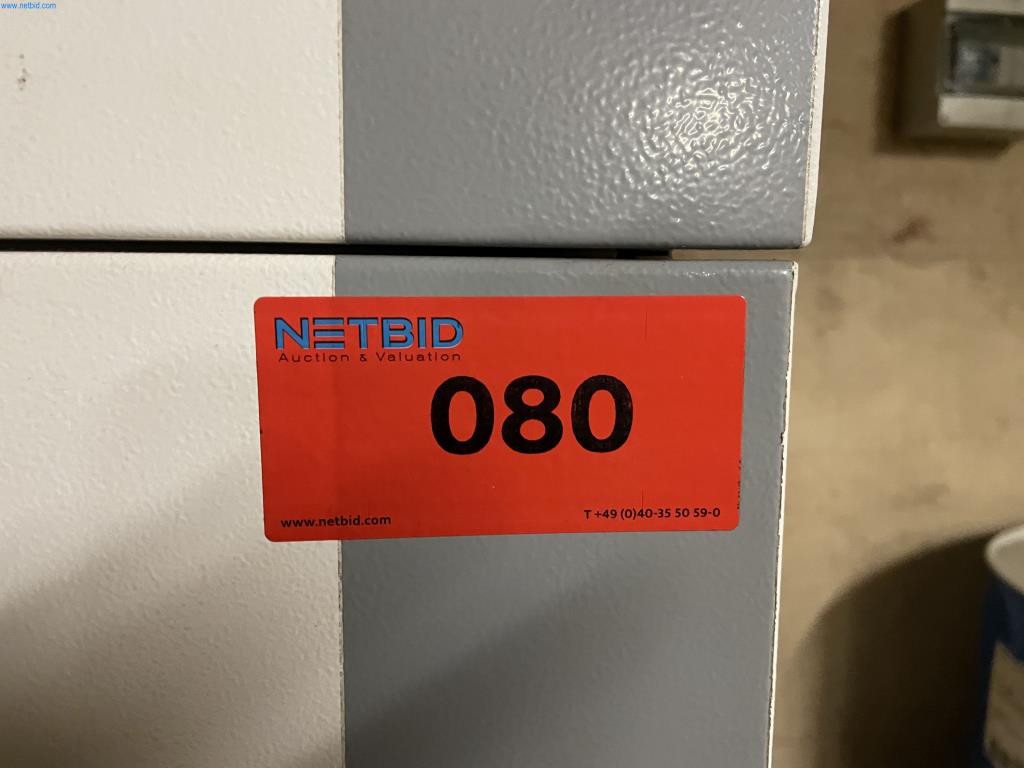 www.netbid.com
NETBID
Auction & Valuation
080
www.netbid.com
T +49 (0)40-35 50 59-0